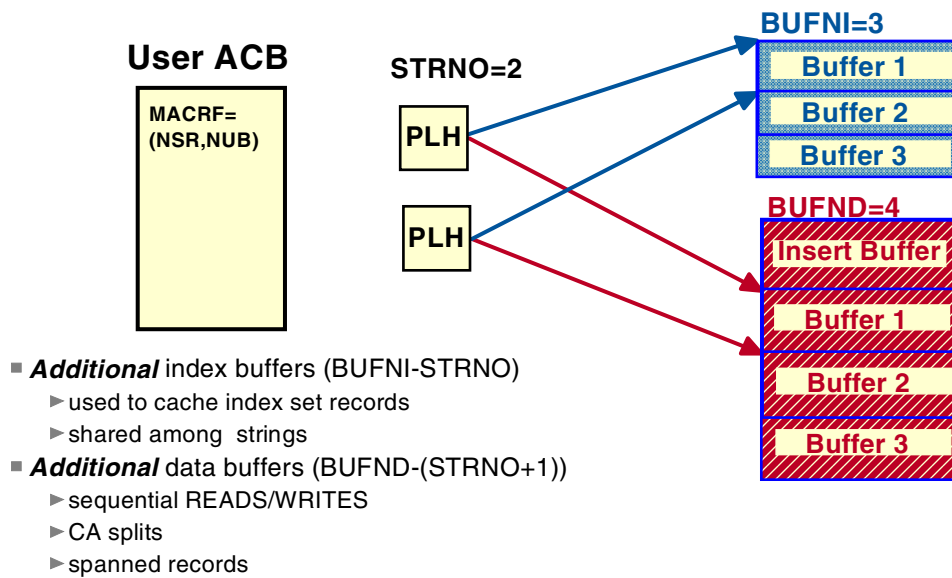 User ACB
MACRF=
(NSR,NUB)
STRNO=2
PLH
PLH
BUFNI=3
Buffer 1
Buffer 2
Buffer 3
BUFND=4
Insert Buffer
Buffer 1
Buffer 2
Buffer 3
Additional index buffers (BUFNI-STRNO)
used to cache index set records
shared among strings
Additional data buffers (BUFND-(STRNO+1))
sequential READS/WRITES
CA splits
spanned records